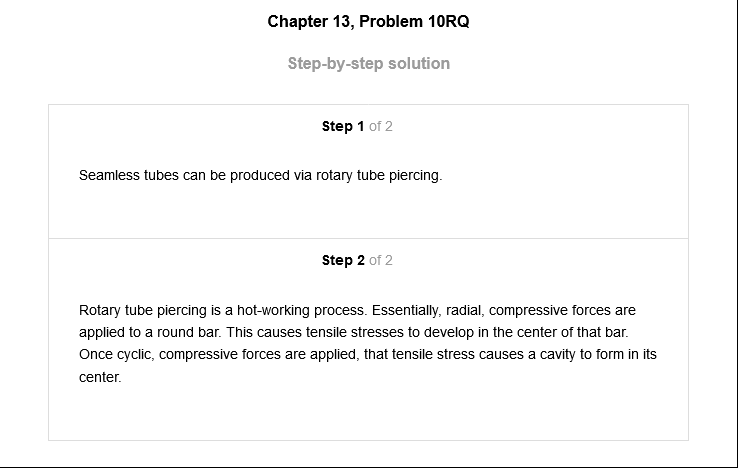 Chapter 13, Problem 10RQ
Step-by-step solution
Step 1 of 2
Seamless tubes can be produced via rotary tube piercing.
Step 2 of 2
Rotary tube piercing is a hot-working process. Essentially, radial, compressive forces are
applied to a round bar. This causes tensile stresses to develop in the center of that bar.
Once cyclic, compressive forces are applied, that tensile stress causes a cavity to form in its
center.